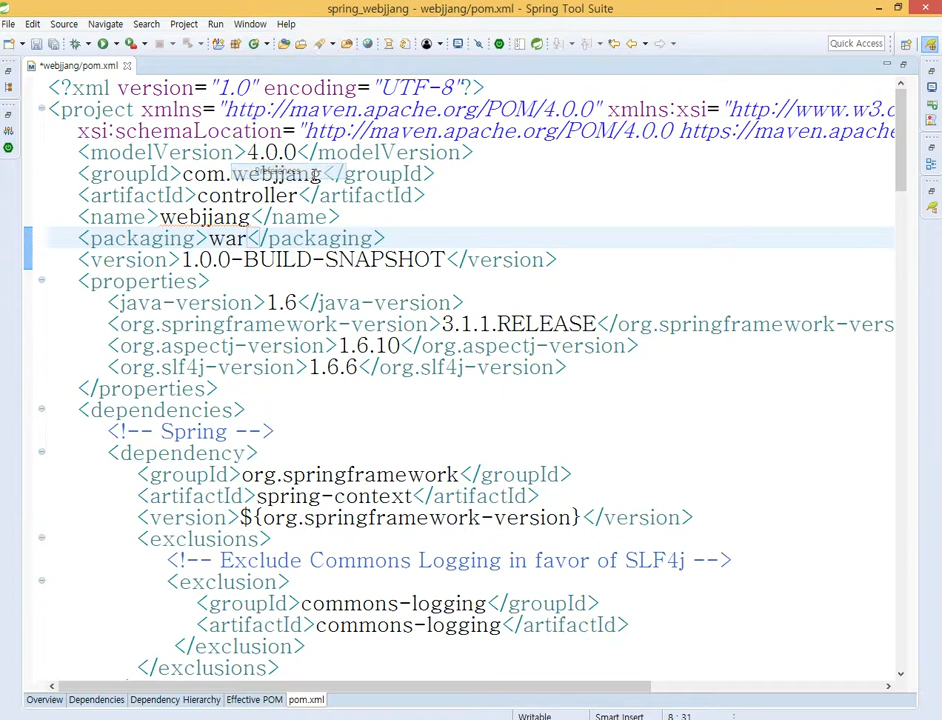 spring_webjjang - webjjang/pom.xml - Spring Tool Suite
File Edit Source Navigate Search Project Run Window Help
Quick Access
*webjjang/pom.xml
<?xml version="1.0" encoding="UTF-8"?>
<project xmlns="http://maven.apache.org/POM/4.0.0" xmlns:xsi="http://www.w3.o
xsi:schemaLocation="http://maven.apache.org/POM/4.0.0 https://maven.apache
<modelVersion>4.0.0</modelVersion>
<groupId>com.webjjang</groupId>
<artifactId>controller</artifactId>
<name>webjjang</name>
<packaging>war</packaging>
<version>1.0.0-BUILD-SNAPSHOT</version>
<properties>
<java-version>1.6</java-version>
<org.springframework-version>3.1.1.RELEASE</org.springframework-vers
<org.aspectj-version>1.6.10</org.aspectj-version>
<org.slf4j-version>1.6.6</org.slf4j-version>
</properties>
<dependencies>
<!-- Spring -->
<dependency>
<groupId>org.springframework</groupId>
<artifactId>spring-context</artifactId>
<version>${org.springframework-version}</version>
<exclusions>
<!-- Exclude Commons Logging in favor of SLF4j -->
<exclusion>
<groupId>commons-logging</groupId>
<artifactId>commons-logging</artifactId>
</exclusion>
</exclusions>
Overview Dependencies Dependency Hierarchy Effective POM pom.xml
Writable Smart Insert 8 : 31